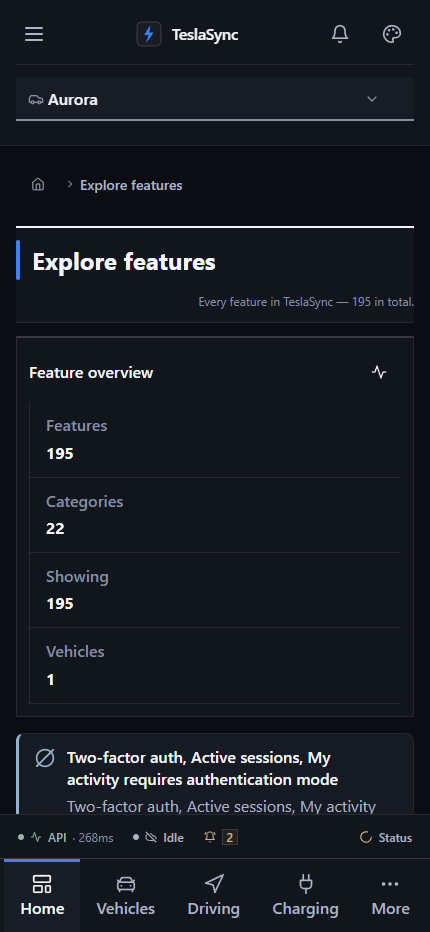 TeslaSync
Aurora
Explore features
Explore features
Every feature in TeslaSync — 195 in total.
Feature overview
Features
195
Categories
22
Showing
195
Vehicles
1
Two-factor auth, Active sessions, My
activity requires authentication mode
Two-factor auth, Active sessions, My activity
API · 268ms Idle 2 Status
Home Vehicles Driving Charging More